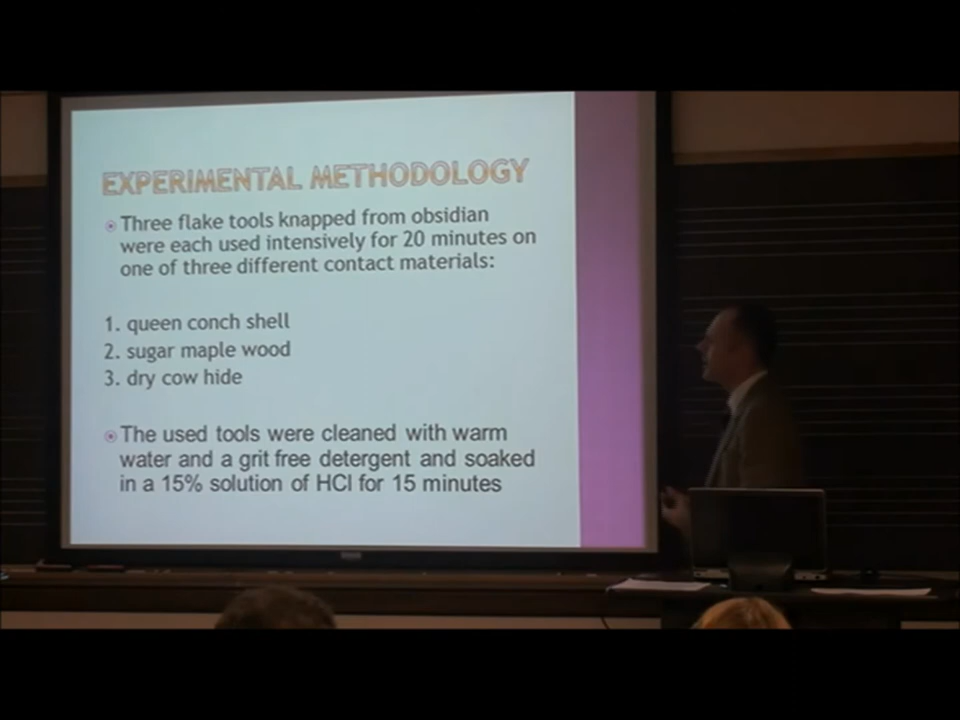 EXPERIMENTAL METHODOLOGY
Three flake tools knapped from obsidian
were each used intensively for 20 minutes on
one of three different contact materials:
1. queen conch shell
2. sugar maple wood
3. dry cow hide
The used tools were cleaned with warm
water and a grit free detergent and soaked
in a 15% solution of HCl for 15 minutes